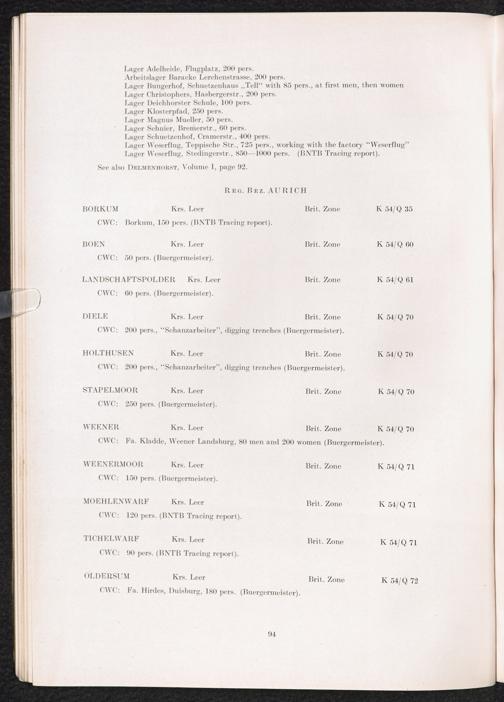 Lager Adelheide, Flugplatz, 200 pers.
Arbeitslager Baracke Lerchenstrasse, 200 pers.
Lager Bungerhof, Schuetzenhaus „Tell“ with 85 pers., at first men, then women
Lager Christophers, Hasbergerstr., 200 pers.
Lager Deichhorster Schule, 100 pers.
Lager Klosterpfad, 250 pers.
Lager Magnus Mueller, 50 pers.
Lager Schnier, Bremerstr., 60 pers.
Lager Schuetzenhof, Cramerstr., 400 pers.
Lager Weserflug, Teppische Str., 725 pers., working with the factory "Weserflug"
Lager Weserflug, Stedingerstr., 850—1000 pers. (BNTB Tracing report).
See also DELMENHORST, Volume I, page 92.
REG. BEZ. AURICH
BORKUM Krs. Leer Brit. Zone K 54/Q 35
CWC: Borkum, 150 pers. (BNTB Tracing report).
BOEN Krs. Leer Brit. Zone K 54/Q 60
CWC: 50 pers. (Buergermeister).
LANDSCHAFTSPOLDER Krs. Leer Brit. Zone K 54/Q 61
CWC: 60 pers. (Buergermeister).
DIELE Krs. Leer Brit. Zone K 54/Q 70
CWC: 200 pers., "Schanzarbeiter", digging trenches (Buergermeister).
HOLTHUSEN Krs. Leer Brit. Zone K 54/Q 70
CWC: 200 pers., "Schanzarbeiter", digging trenches (Buergermeister).
STAPELMOOR Krs. Leer Brit. Zone K 54/Q 70
CWC: 250 pers. (Buergermeister).
WEENER Krs. Leer Brit. Zone K 54/Q 70
CWC: Fa. Kladde, Weener Landsburg, 80 men and 200 women (Buergermeister).
WEENERMOOR Krs. Leer Brit. Zone K 54/Q 71
CWC: 150 pers. (Buergermeister).
MOEHLENWARF Krs. Leer Brit. Zone K 54/Q 71
CWC: 120 pers. (BNTB Tracing report).
TICHELWARF Krs. Leer Brit. Zone K 54/Q 71
CWC: 90 pers. (BNTB Tracing report).
OLDERSUM Krs. Leer Brit. Zone K 54/Q 72
CWC: Fa. Hirdes, Duisburg, 180 pers. (Buergermeister).
94